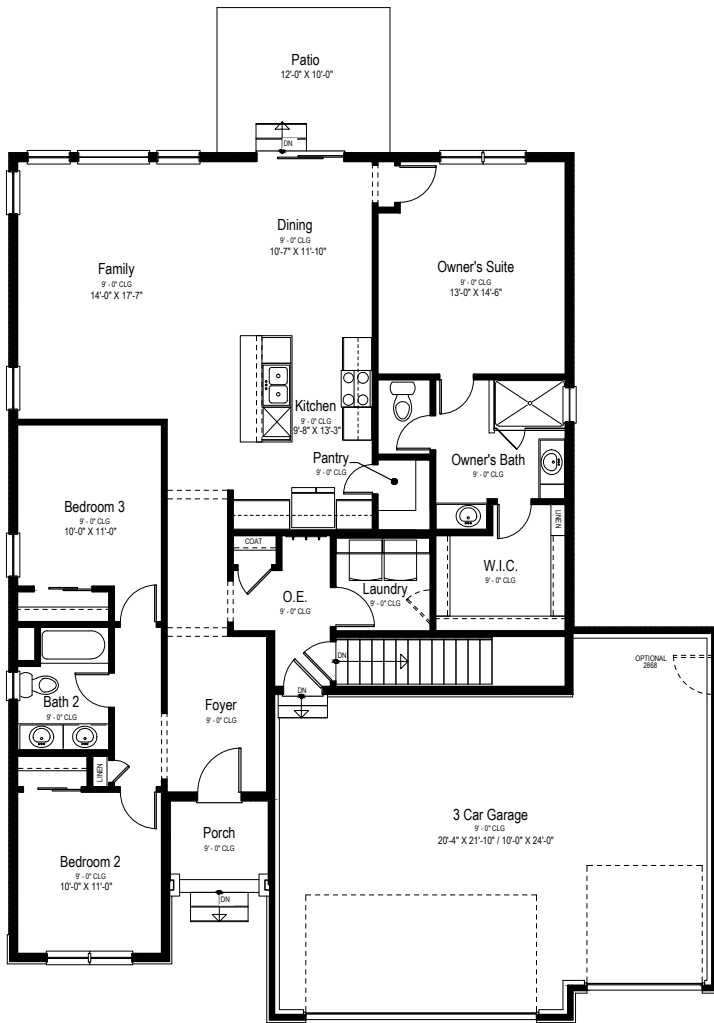 Patio
12'-0" X 10'-0"
DN
Dining
9' - 0" CLG
10'-7" X 11'-10"
Family
9' - 0" CLG
14'-0" X 17'-7"
Owner's Suite
9' - 0" CLG
13'-0" X 14'-6"
Kitchen
9' - 0" CLG
9'-8" X 13'-3"
Pantry
9' - 0" CLG
Owner's Bath
9' - 0" CLG
LINEN
Bedroom 3
9' - 0" CLG
10'-0" X 11'-0"
COAT
O.E.
9' - 0" CLG
Laundry
9' - 0" CLG
W.I.C.
9' - 0" CLG
DN
DN
OPTIONAL
2868
Bath 2
9' - 0" CLG
Foyer
9' - 0" CLG
LINEN
Porch
9' - 0" CLG
DN
3 Car Garage
9' - 0" CLG
20'-4" X 21'-10" / 10'-0" X 24'-0"
Bedroom 2
9' - 0" CLG
10'-0" X 11'-0"